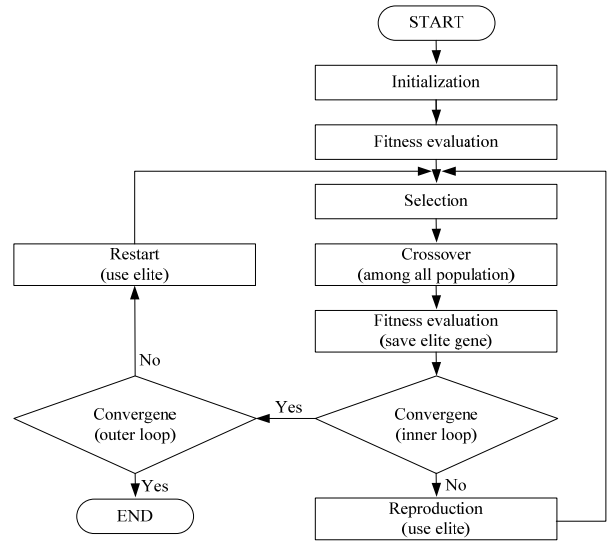 START
Initialization
Fitness evaluation
Selection
Crossover
(among all population)
Fitness evaluation
(save elite gene)
Convergene
(inner loop)
Yes
No
Reproduction
(use elite)
Convergene
(outer loop)
No
Restart
(use elite)
Yes
END